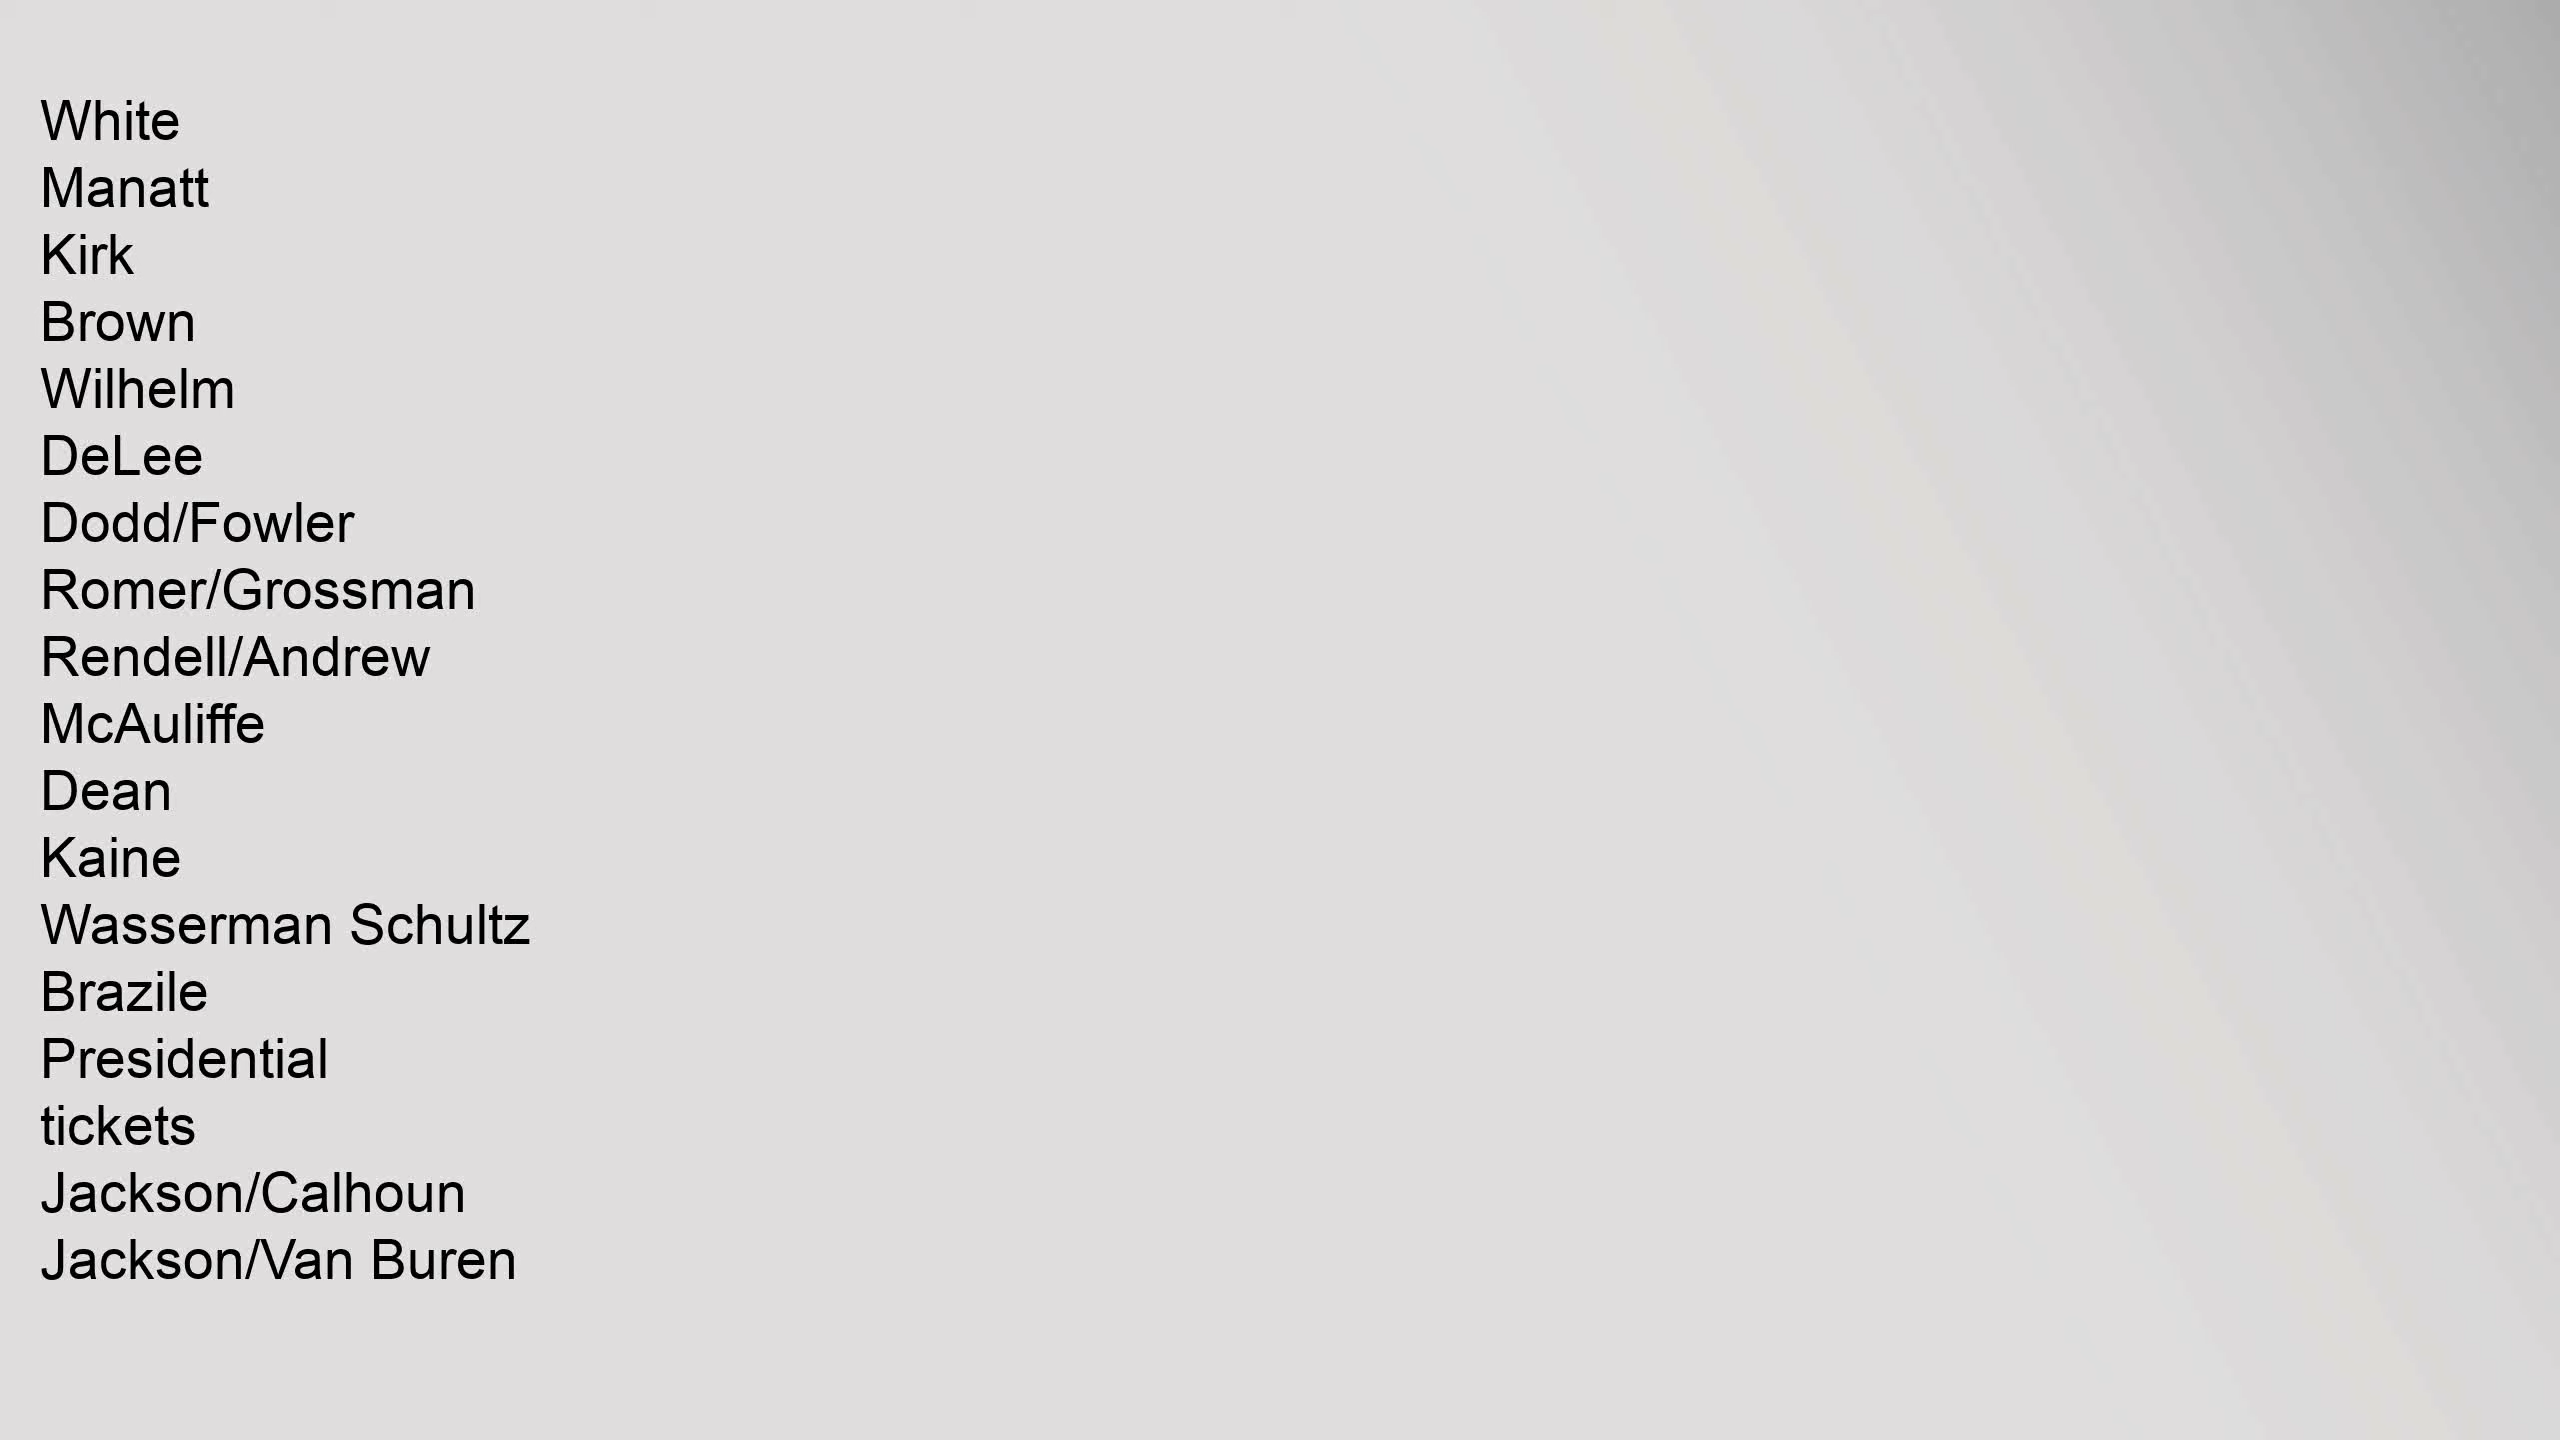 White
Manatt
Kirk
Brown
Wilhelm
DeLee
Dodd/Fowler
Romer/Grossman
Rendell/Andrew
McAuliffe
Dean
Kaine
Wasserman Schultz
Brazile
Presidential
tickets
Jackson/Calhoun
Jackson/Van Buren